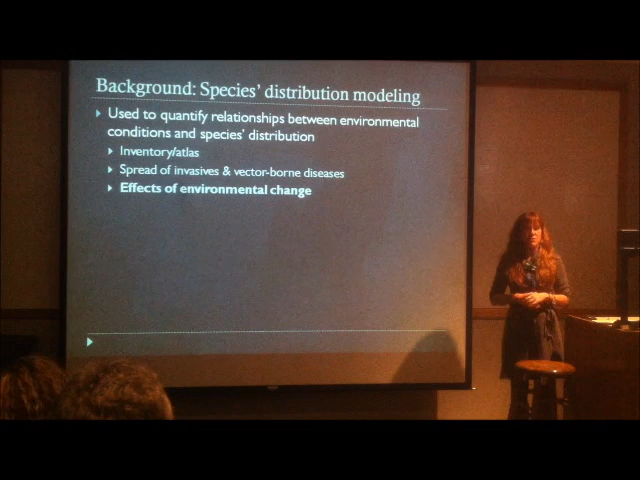 Background: Species' distribution modeling
Used to quantify relationships between environmental
conditions and species' distribution
Inventory/atlas
Spread of invasives & vector-borne diseases
Effects of environmental change